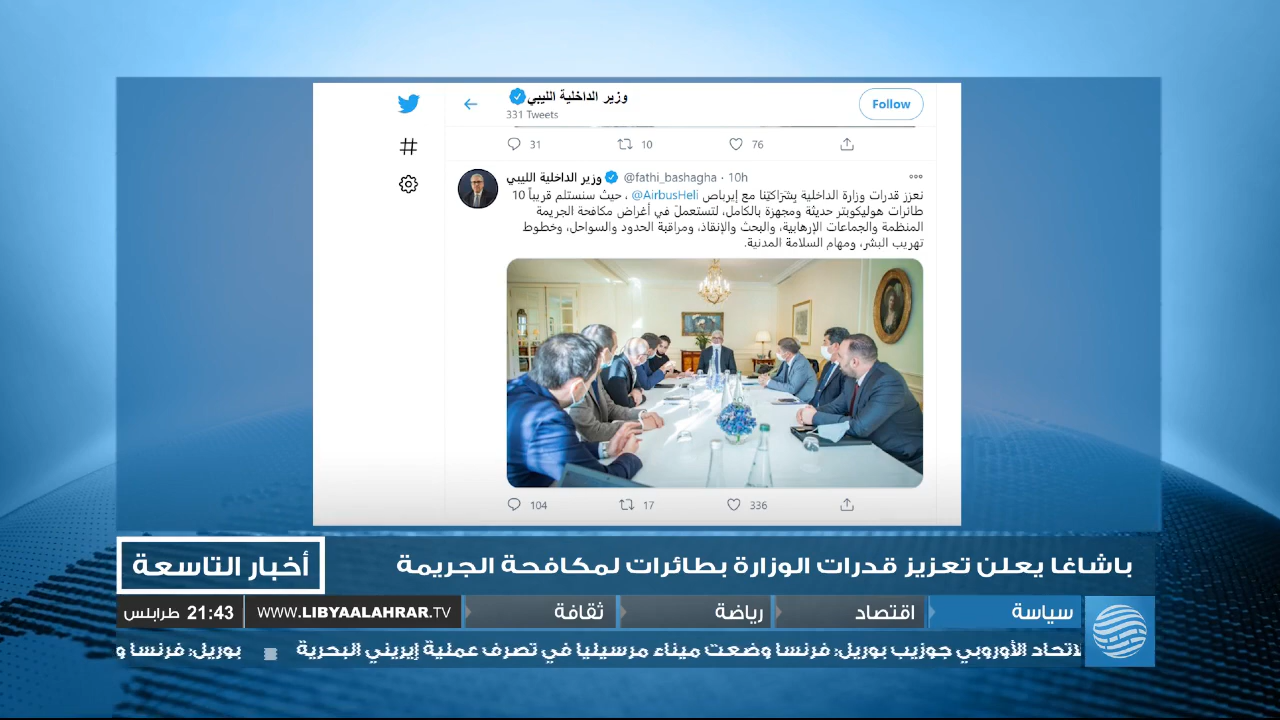 وزير الداخلية الليبي
331 Tweets
Follow
31 10 76
وزير الداخلية الليبي @fathi_bashagha · 10h
نعزز قدرات وزارة الداخلية بِشَرَاكتِنا مع إيرباص @AirbusHeli ، حيث سنستلم قريباً 10
طائرات هوليكوبتر حديثة ومجهزة بالكامل، لتستعملَ في أغراض مكافحة الجريمة
المنظمة والجماعات الإرهابية، والبحث والإنقاذ، ومراقبة الحدود والسواحل، وخطوط
تهريب البشر، ومهام السلامة المدنية.
104 17 336
باشاغا يعلن تعزيز قدرات الوزارة بطائرات لمكافحة الجريمة
أخبار التاسعة
سياسة
اقتصاد
رياضة
ثقافة
WWW.LIBYAALAHRAR.TV
21:43 طرابلس
لاتحاد الأوروبي جوزيب بوريل: فرنسا وضعت ميناء مرسيليا في تصرف عملية إيريني البحرية
بوريل: فرنسا و